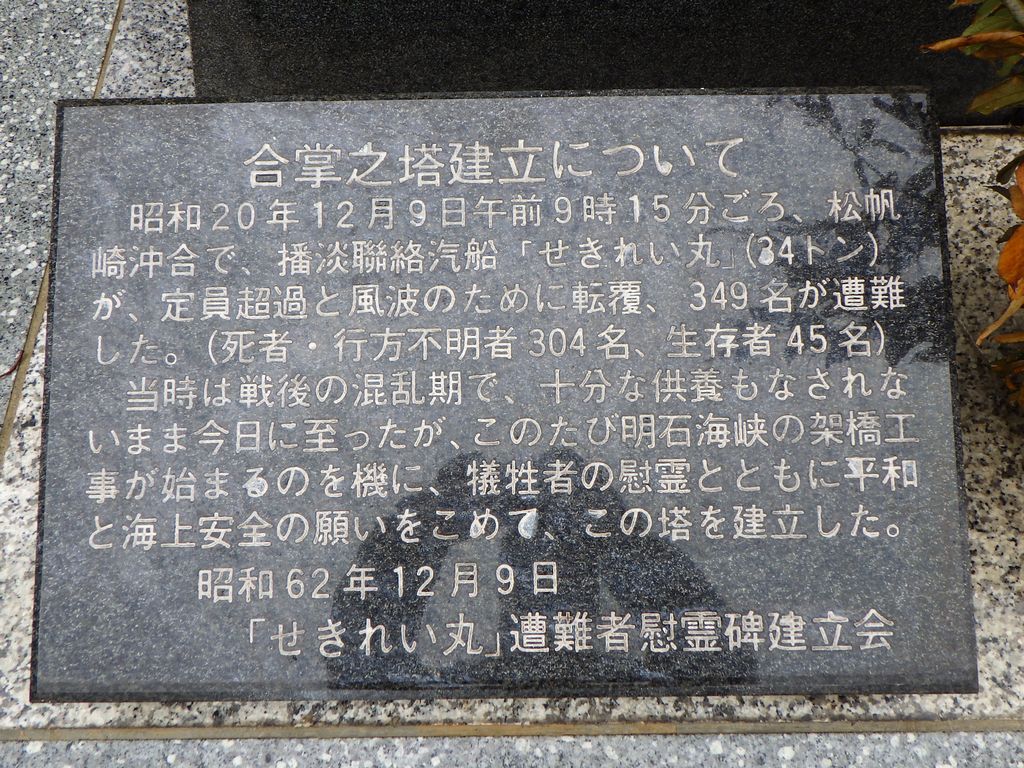 合掌之塔建立について
昭和20年12月9日午前9時15分ごろ、松帆
崎沖合で、播淡聯絡汽船「せきれい丸」(34トン)
が、定員超過と風波のために転覆、349名が遭難
した。(死者・行方不明者304名、生存者45名)
当時は戦後の混乱期で、十分な供養もなされな
いまま今日に至ったが、このたび明石海峡の架橋工
事が始まるのを機に、犠牲者の慰霊とともに平和
と海上安全の願いをこめて、この塔を建立した。
昭和62年12月9日
「せきれい丸」遭難者慰霊碑建立会